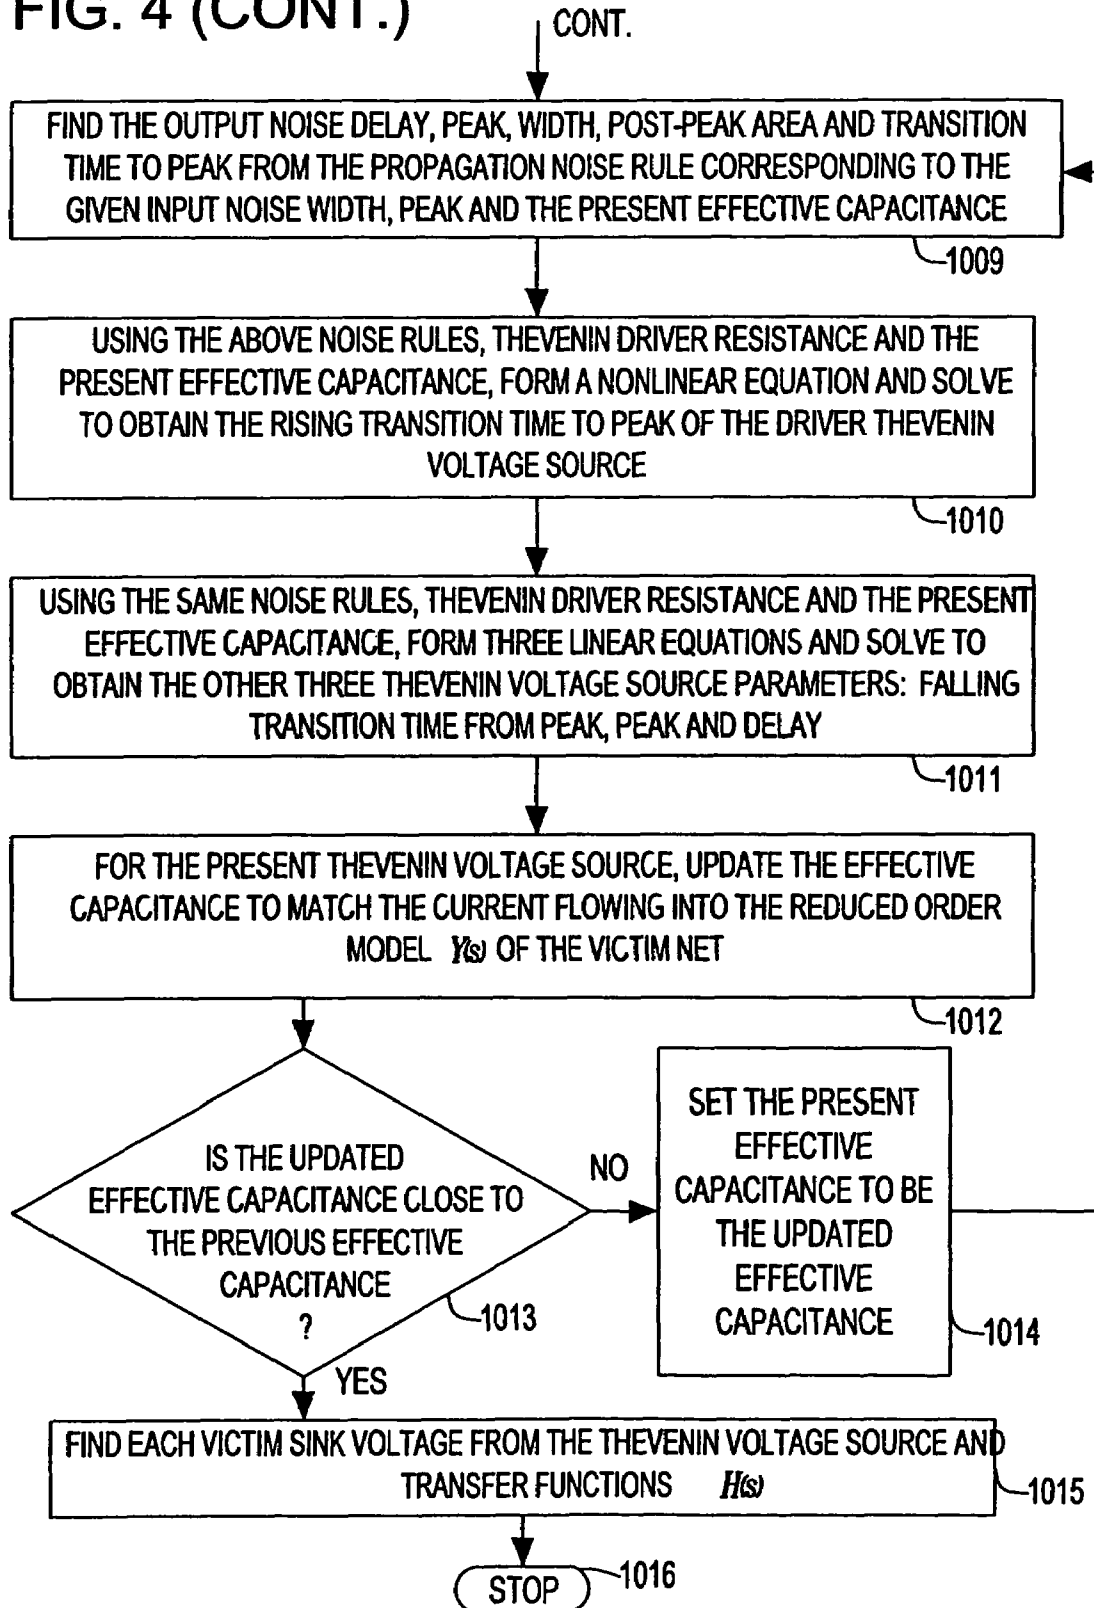 FIG. 4 (CONT.)
CONT.
FIND THE OUTPUT NOISE DELAY, PEAK, WIDTH, POST-PEAK AREA AND TRANSITION
TIME TO PEAK FROM THE PROPAGATION NOISE RULE CORRESPONDING TO THE
GIVEN INPUT NOISE WIDTH, PEAK AND THE PRESENT EFFECTIVE CAPACITANCE
1009
USING THE ABOVE NOISE RULES, THEVENIN DRIVER RESISTANCE AND THE
PRESENT EFFECTIVE CAPACITANCE, FORM A NONLINEAR EQUATION AND SOLVE
TO OBTAIN THE RISING TRANSITION TIME TO PEAK OF THE DRIVER THEVENIN
VOLTAGE SOURCE
1010
USING THE SAME NOISE RULES, THEVENIN DRIVER RESISTANCE AND THE PRESENT
EFFECTIVE CAPACITANCE, FORM THREE LINEAR EQUATIONS AND SOLVE TO
OBTAIN THE OTHER THREE THEVENIN VOLTAGE SOURCE PARAMETERS: FALLING
TRANSITION TIME FROM PEAK, PEAK AND DELAY
1011
FOR THE PRESENT THEVENIN VOLTAGE SOURCE, UPDATE THE EFFECTIVE
CAPACITANCE TO MATCH THE CURRENT FLOWING INTO THE REDUCED ORDER
MODEL Y(s) OF THE VICTIM NET
1012
IS THE UPDATED
EFFECTIVE CAPACITANCE CLOSE TO
THE PREVIOUS EFFECTIVE
CAPACITANCE
?
1013
NO
SET THE PRESENT
EFFECTIVE
CAPACITANCE TO BE
THE UPDATED
EFFECTIVE
CAPACITANCE
1014
YES
FIND EACH VICTIM SINK VOLTAGE FROM THE THEVENIN VOLTAGE SOURCE AND
TRANSFER FUNCTIONS H(s)
1015
STOP
1016